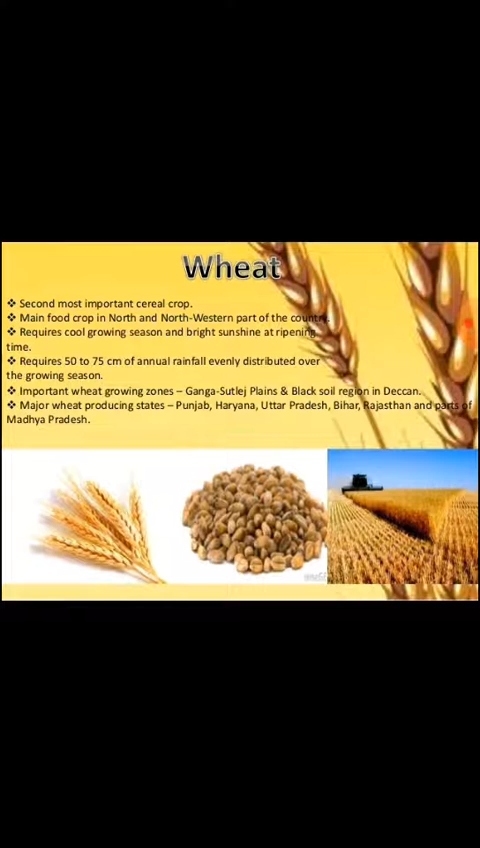 Wheat
❖ Second most important cereal crop.
❖ Main food crop in North and North-Western part of the country.
❖ Requires cool growing season and bright sunshine at ripening
time.
❖ Requires 50 to 75 cm of annual rainfall evenly distributed over
the growing season.
❖ Important wheat growing zones – Ganga-Sutlej Plains & Black soil region in Deccan.
❖ Major wheat producing states – Punjab, Haryana, Uttar Pradesh, Bihar, Rajasthan and parts of
Madhya Pradesh.